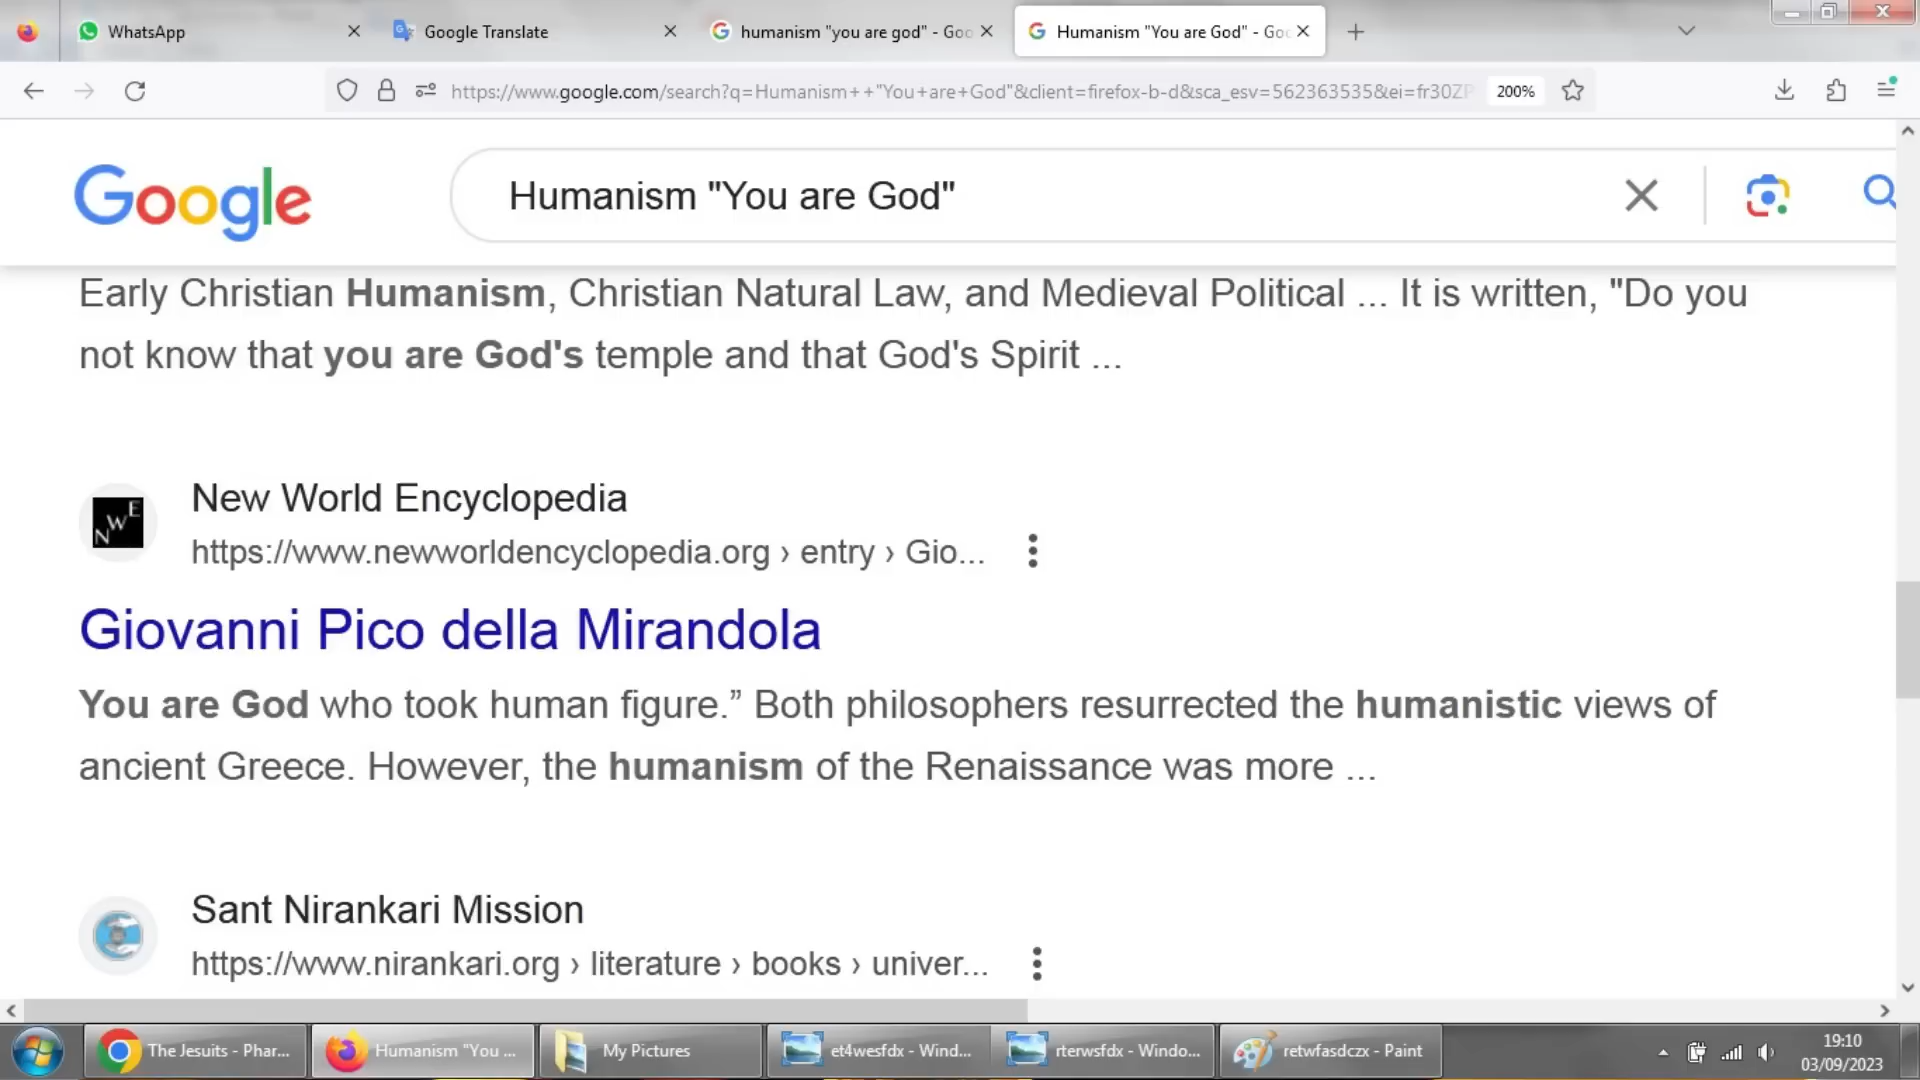 WhatsApp
Google Translate
humanism "you are god" - Goo
Humanism "You are God" - Goo
https://www.google.com/search?q=Humanism++"You+are+God"&client=firefox-b-d&sca_esv=562363535&ei=fr30ZP
200%
Google
Humanism "You are God"
Early Christian Humanism, Christian Natural Law, and Medieval Political ... It is written, "Do you
not know that you are God's temple and that God's Spirit ...
NWE
New World Encyclopedia
https://www.newworldencyclopedia.org › entry › Gio...
Giovanni Pico della Mirandola
You are God who took human figure.” Both philosophers resurrected the humanistic views of
ancient Greece. However, the humanism of the Renaissance was more ...
Sant Nirankari Mission
https://www.nirankari.org › literature › books › univer...
The Jesuits - Phar...
Humanism "You ...
My Pictures
et4wesfdx - Wind...
rterwsfdx - Windo...
retwfasdczx - Paint
19:10
03/09/2023